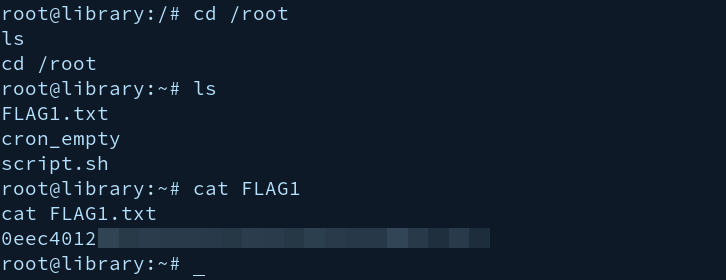 root@library:/# cd /root
ls
cd /root
root@library:~# ls
FLAG1.txt
cron_empty
script.sh
root@library:~# cat FLAG1
cat FLAG1.txt
0eec4012
root@library:~# _